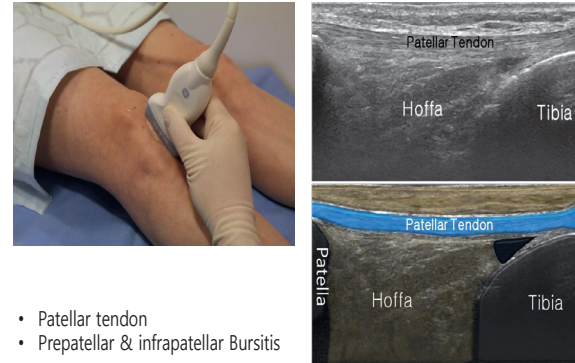 Patellar Tendon
Hoffa
Tibia
Patellar Tendon
Patella
Hoffa
Tibia
• Patellar tendon
• Prepatellar & infrapatellar Bursitis